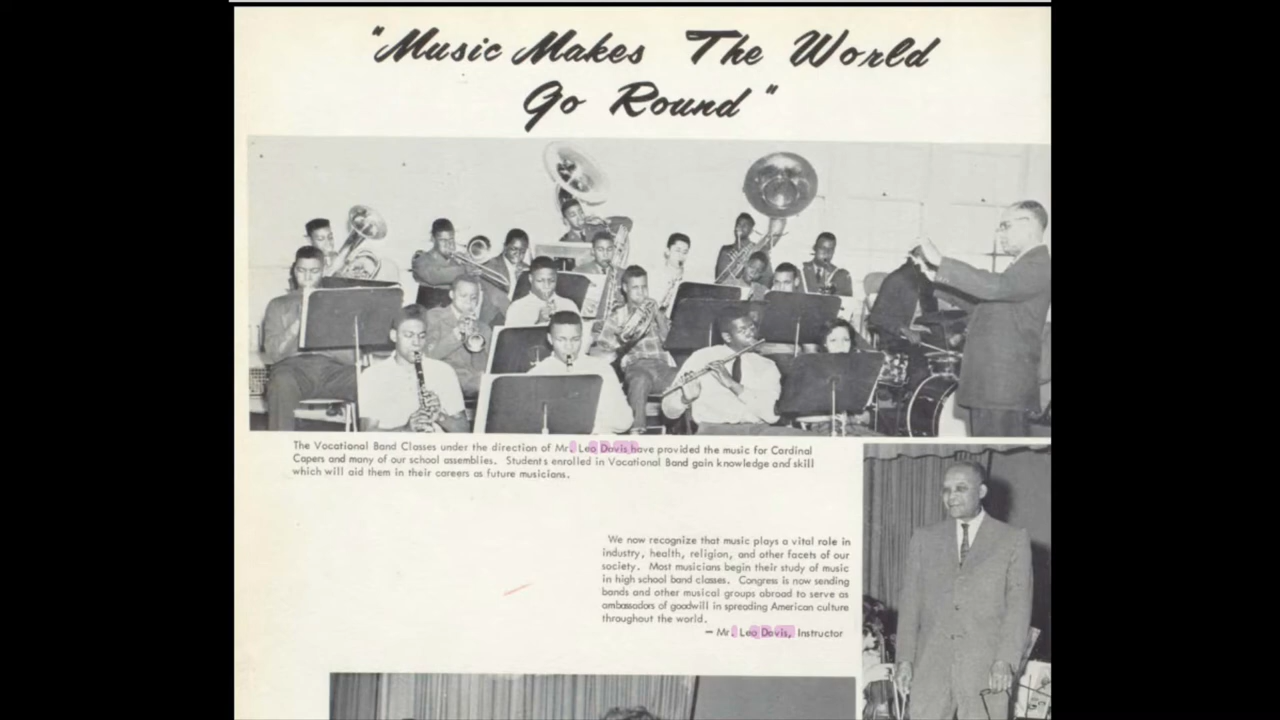 "Music Makes The World
Go Round"
The Vocational Band Classes under the direction of Mr. Leo Davis have provided the music for Cardinal
Capers and many of our school assemblies. Students enrolled in Vocational Band gain knowledge and skill
which will aid them in their careers as future musicians.
We now recognize that music plays a vital role in
industry, health, religion, and other facets of our
society. Most musicians begin their study of music
in high school band classes. Congress is now sending
bands and other musical groups abroad to serve as
ambassadors of goodwill in spreading American culture
throughout the world.
— Mr. Leo Davis, Instructor